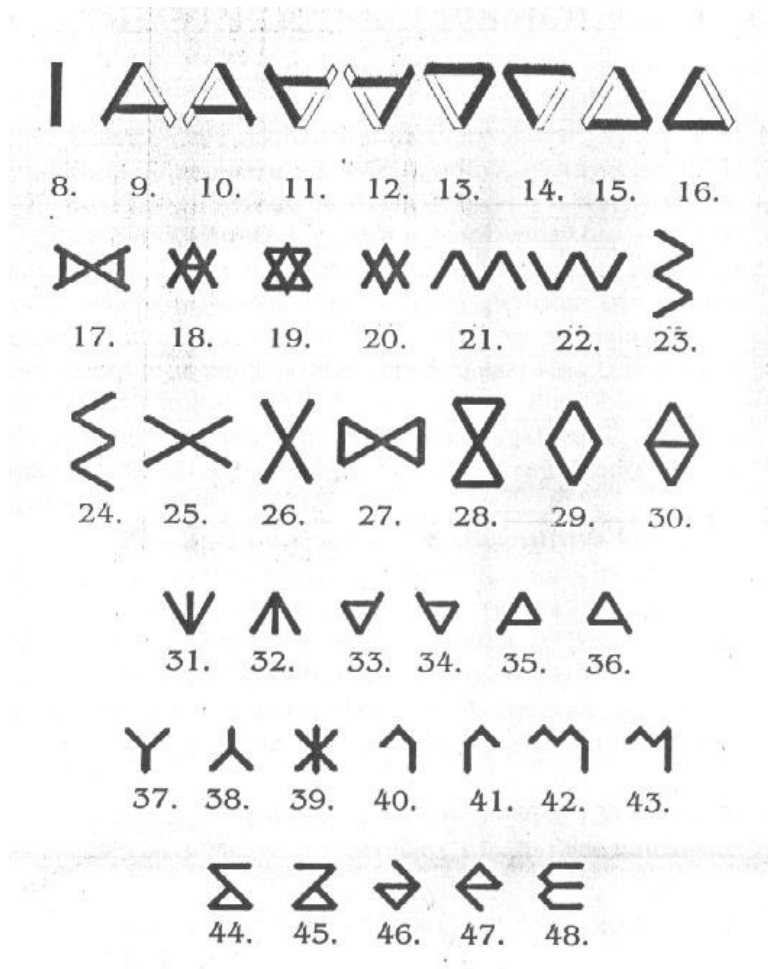 8. 9. 10. 11. 12. 13. 14. 15. 16.
17. 18. 19. 20. 21. 22. 23.
24. 25. 26. 27. 28. 29. 30.
31. 32. 33. 34. 35. 36.
37. 38. 39. 40. 41. 42. 43.
44. 45. 46. 47. 48.